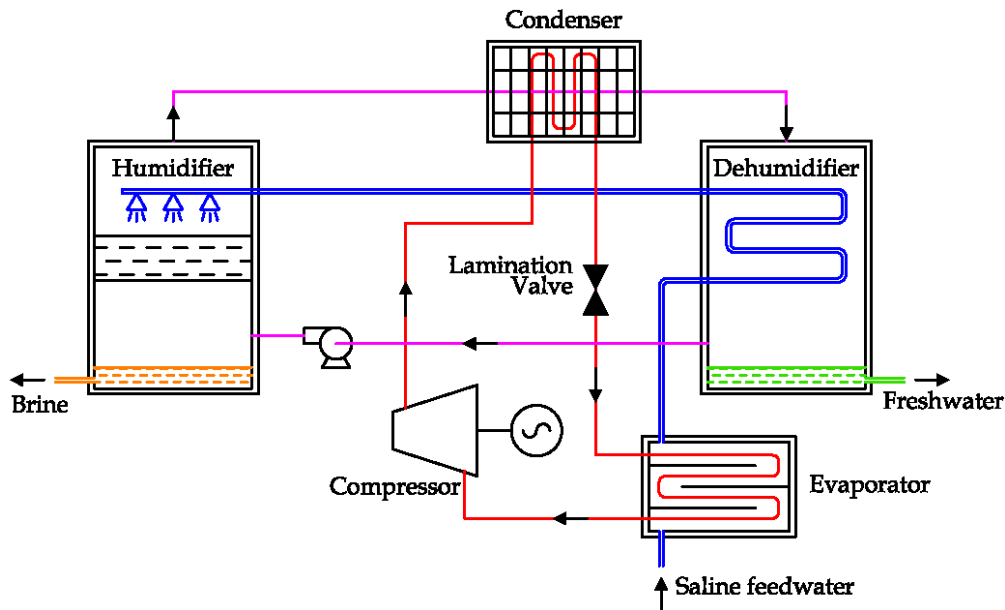 Condenser
Humidifier
Dehumidifier
Lamination
Valve
Brine
Freshwater
Compressor
Evaporator
Saline feedwater